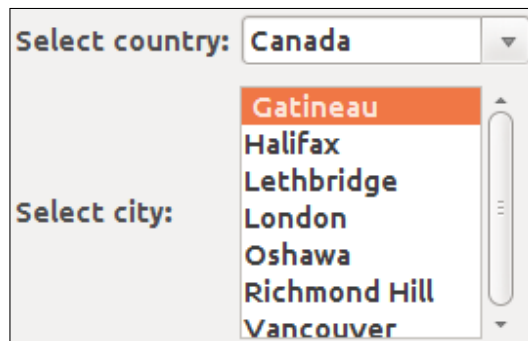 Select country: Canada
Select city:
Gatineau
Halifax
Lethbridge
London
Oshawa
Richmond Hill
Vancouver